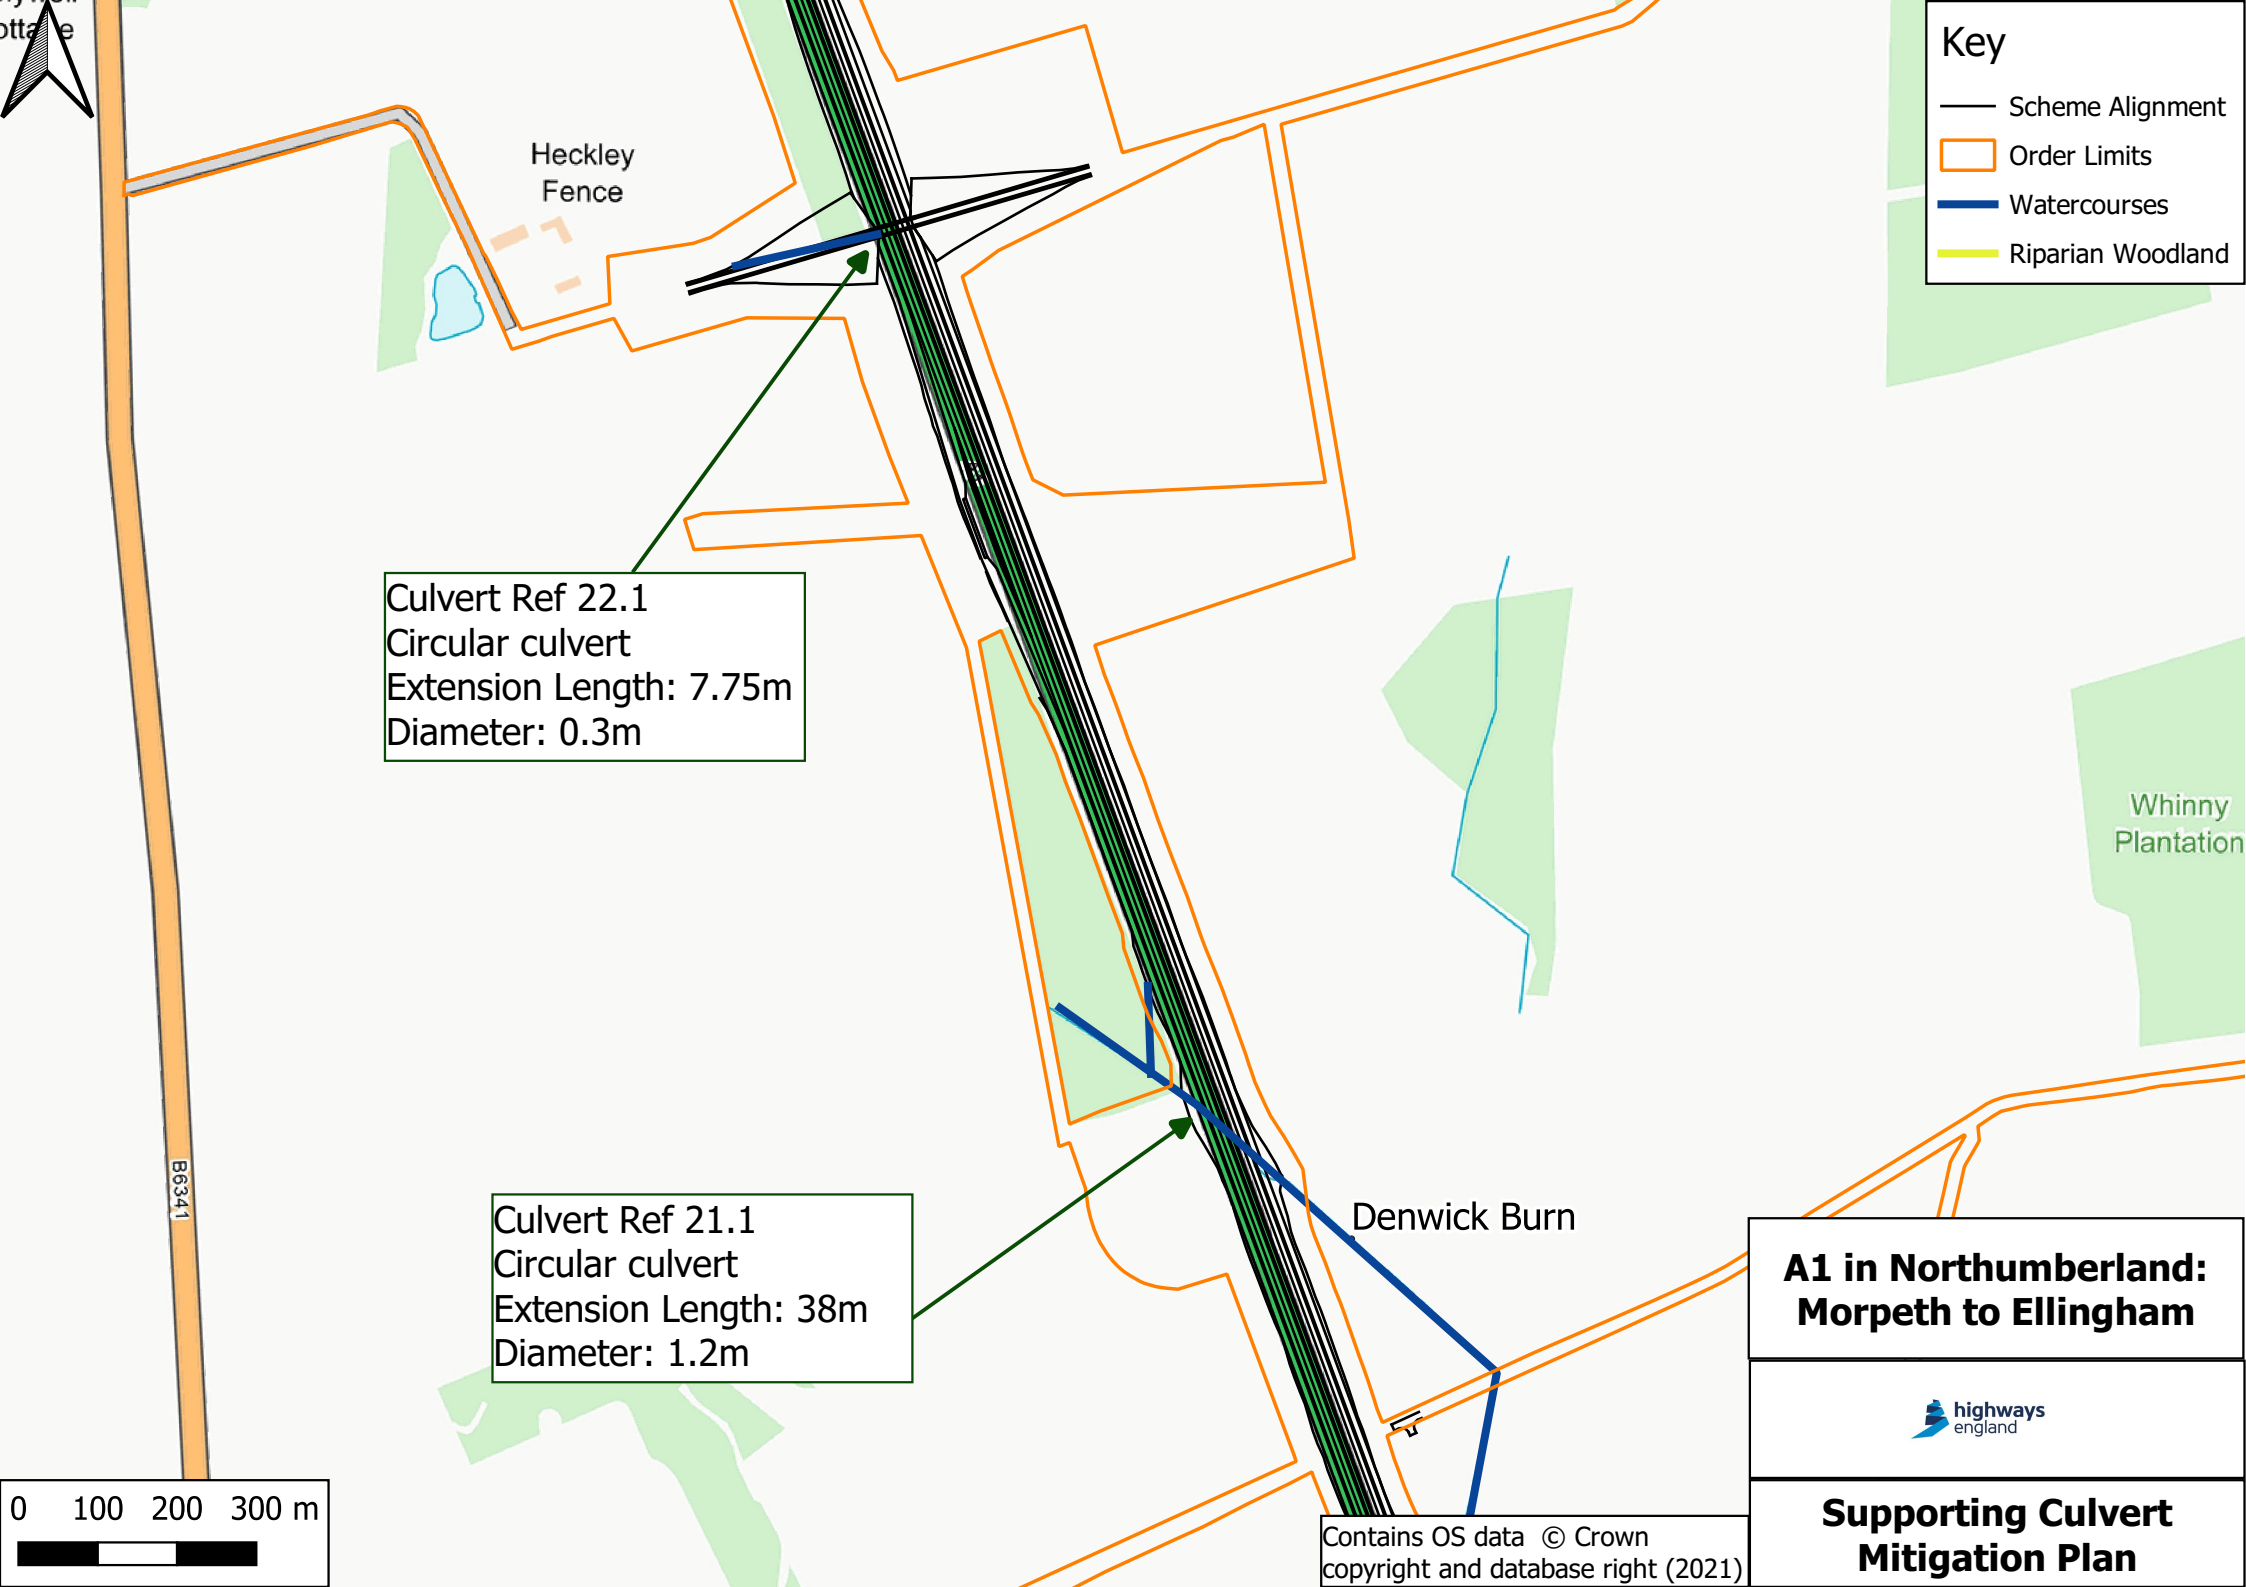 Key
Scheme Alignment
Order Limits
Watercourses
Riparian Woodland
Heckley
Fence
Culvert Ref 22.1
Circular culvert
Extension Length: 7.75m
Diameter: 0.3m
Whinny
Plantation
B6341
Culvert Ref 21.1
Circular culvert
Extension Length: 38m
Diameter: 1.2m
Denwick Burn
A1 in Northumberland:
Morpeth to Ellingham
highways
england
Supporting Culvert
Mitigation Plan
0 100 200 300 m
Contains OS data © Crown
copyright and database right (2021)